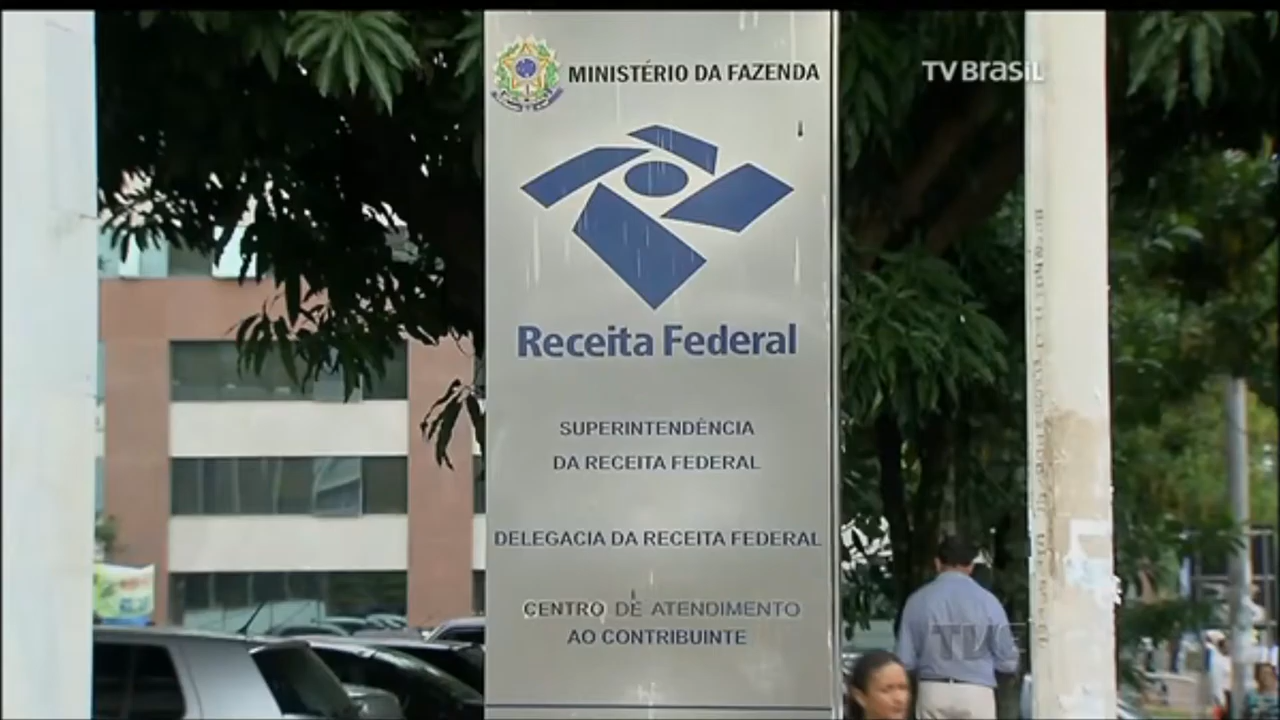 MINISTÉRIO DA FAZENDA
TV BRASIL
Receita Federal
SUPERINTENDÊNCIA
DA RECEITA FEDERAL
DELEGACIA DA RECEITA FEDERAL
CENTRO DE ATENDIMENTO
AO CONTRIBUINTE